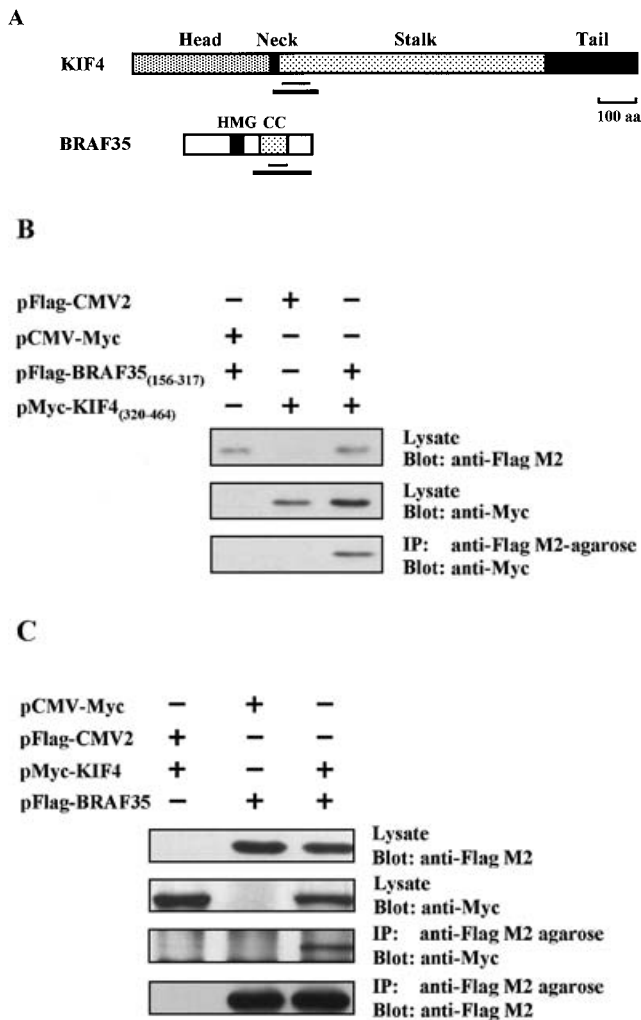 A
Head Neck Stalk Tail
KIF4
100 aa
HMG CC
BRAF35
B
pFlag-CMV2 − + −
pCMV-Myc + − −
pFlag-BRAF35(156-317) + − +
pMyc-KIF4(320-464) − + +
Lysate
Blot: anti-Flag M2
Lysate
Blot: anti-Myc
IP: anti-Flag M2-agarose
Blot: anti-Myc
C
pCMV-Myc − + −
pFlag-CMV2 + − −
pMyc-KIF4 + − +
pFlag-BRAF35 − + +
Lysate
Blot: anti-Flag M2
Lysate
Blot: anti-Myc
IP: anti-Flag M2 agarose
Blot: anti-Myc
IP: anti-Flag M2 agarose
Blot: anti-Flag M2